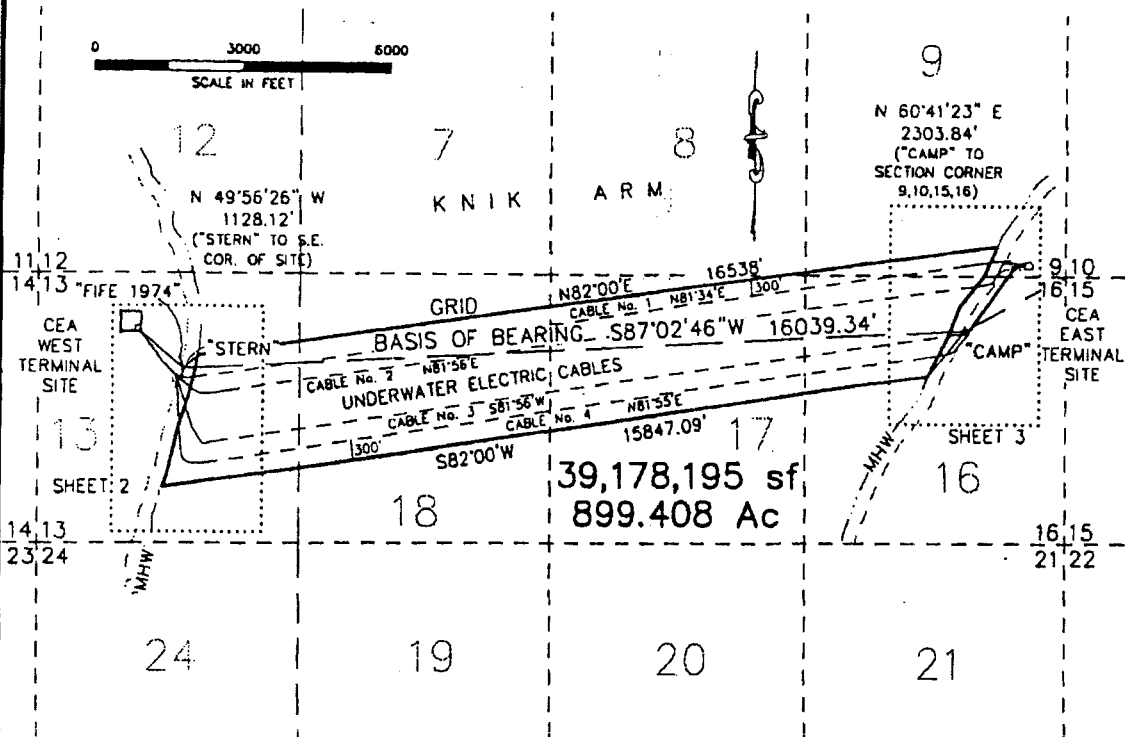 0 3000 6000
SCALE IN FEET
9
12
7
8
N 60°41'23" E
2303.84'
("CAMP" TO
SECTION CORNER
9,10,15,16)
N 49°56'26" W
1128.12'
("STERN" TO S.E.
COR. OF SITE)
KNIK ARM
11 12
14 13
9 10
16 15
"FIFE 1974"
CEA
WEST
TERMINAL
SITE
"STERN"
GRID N82°00'E 16538'
CABLE No. 1 N81°34'E 300'
BASIS OF BEARING S87°02'46"W 16039.34'
CABLE No. 2 N81°56'E
UNDERWATER ELECTRIC CABLES
CABLE No. 3 S81°56'W
CABLE No. 4 N81°55'E
300' S82°00'W 15847.09'
"CAMP"
CEA
EAST
TERMINAL
SITE
13
17
SHEET 3
SHEET 2
MHW
16
18
39,178,195 sf
899.408 Ac
14 13
23 24
16 15
21 22
MHW
24
19
20
21